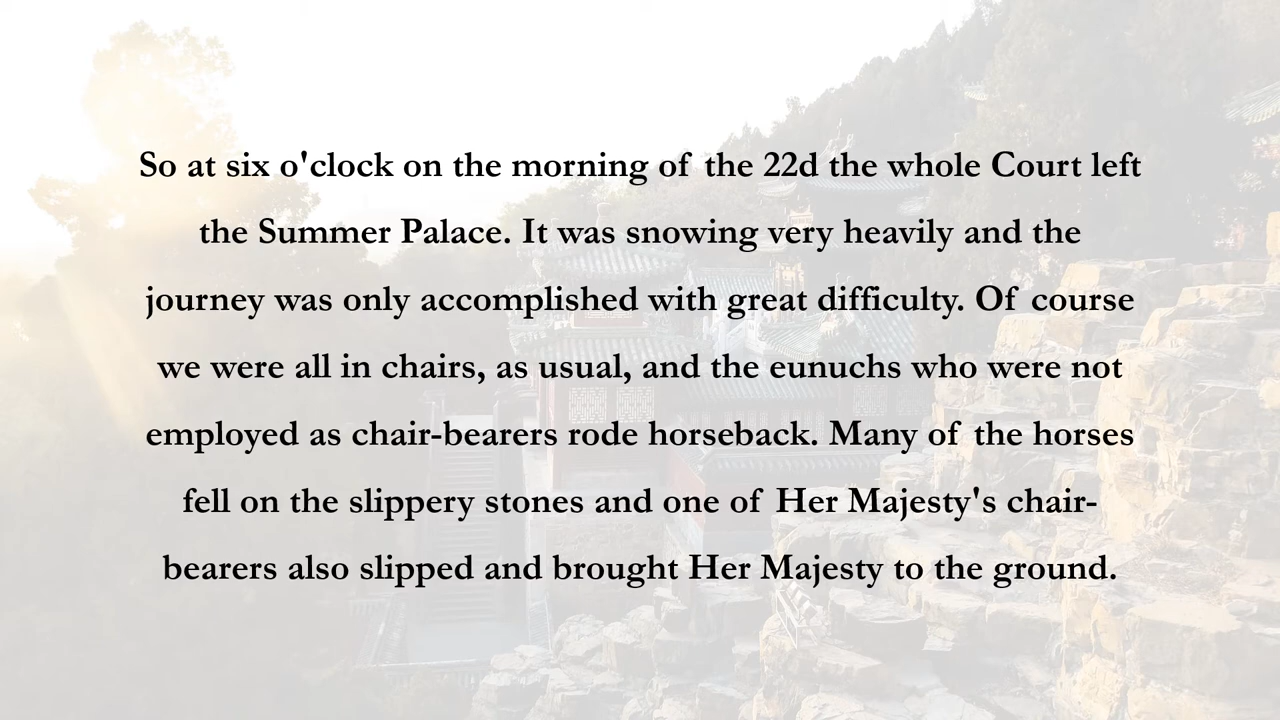 So at six o'clock on the morning of the 22d the whole Court left
the Summer Palace. It was snowing very heavily and the
journey was only accomplished with great difficulty. Of course
we were all in chairs, as usual, and the eunuchs who were not
employed as chair-bearers rode horseback. Many of the horses
fell on the slippery stones and one of Her Majesty's chair-
bearers also slipped and brought Her Majesty to the ground.